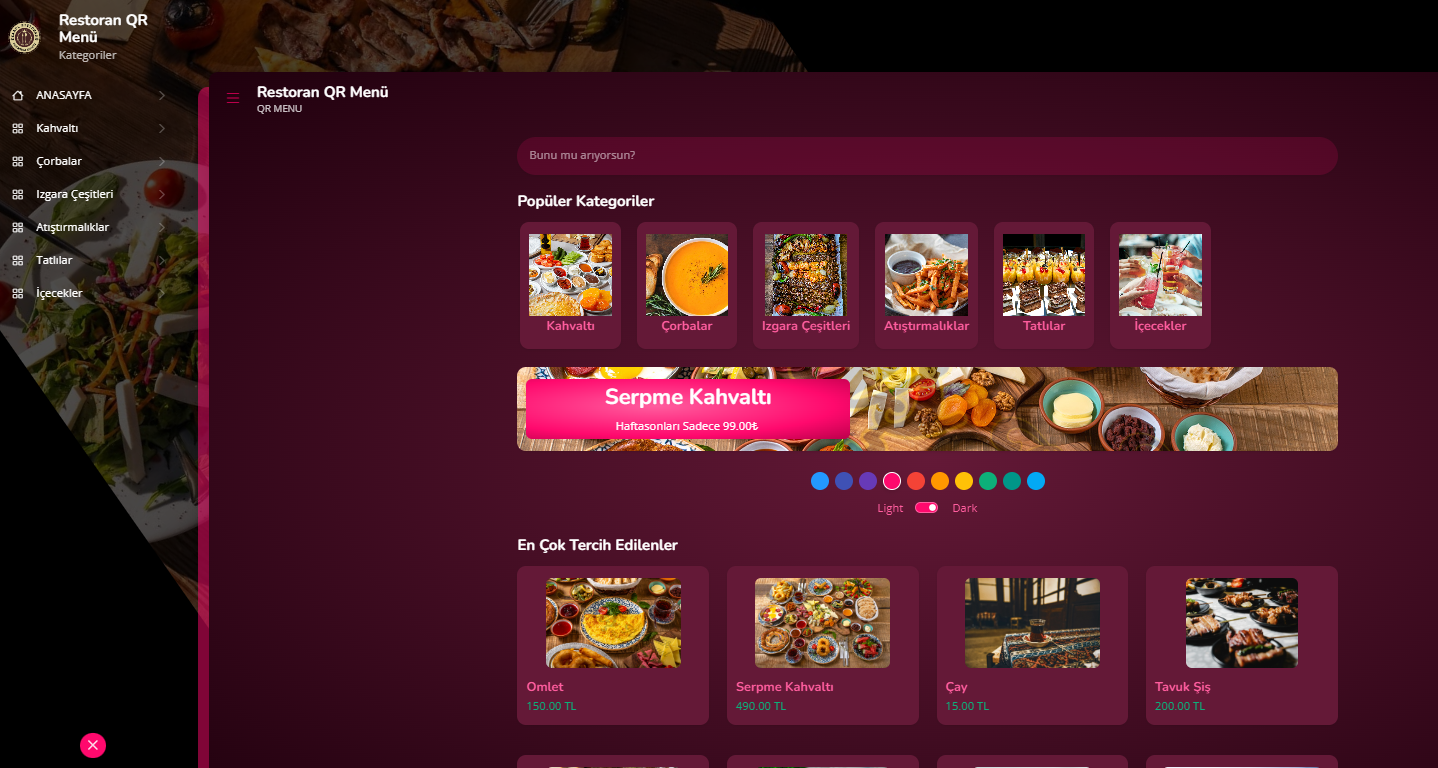 Restoran QR
Menü
Kategoriler
ANASAYFA
Kahvaltı
Çorbalar
Izgara Çeşitleri
Atıştırmalıklar
Tatlılar
İçecekler
Restoran QR Menü
QR MENU
Bunu mu arıyorsun?
Popüler Kategoriler
Kahvaltı
Çorbalar
Izgara Çeşitleri
Atıştırmalıklar
Tatlılar
İçecekler
Serpme Kahvaltı
Haftasonları Sadece 99.00₺
Light
Dark
En Çok Tercih Edilenler
Omlet
150.00 TL
Serpme Kahvaltı
490.00 TL
Çay
15.00 TL
Tavuk Şiş
200.00 TL